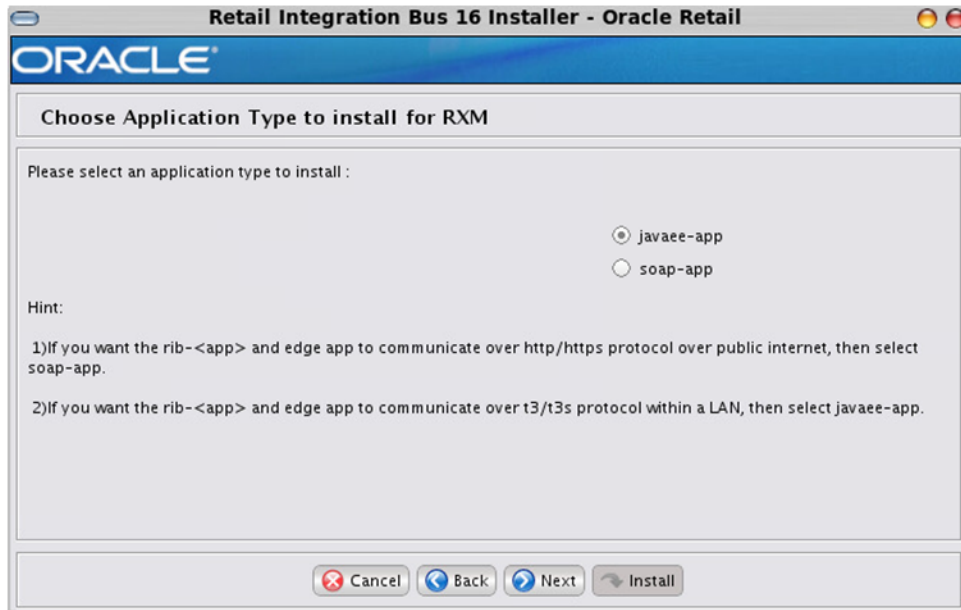 Retail Integration Bus 16 Installer - Oracle Retail
ORACLE
Choose Application Type to install for RXM
Please select an application type to install :
javaee-app
soap-app
Hint:
1)If you want the rib-<app> and edge app to communicate over http/https protocol over public internet, then select
soap-app.
2)If you want the rib-<app> and edge app to communicate over t3/t3s protocol within a LAN, then select javaee-app.
Cancel Back Next Install